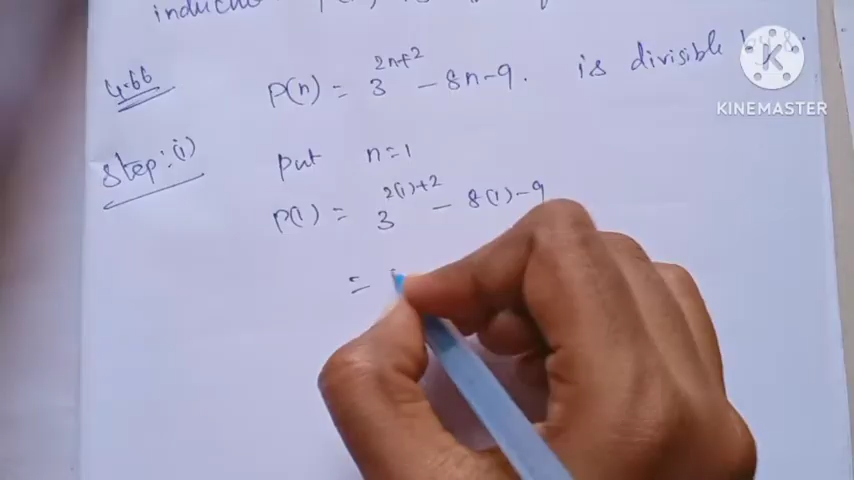 P(n) = 3^{2n+2} - 8n - 9. is divisible
4.66
Step:(i) put n=1
P(1) = 3^{2(1)+2} - 8(1) - 9
=
KINEMASTER